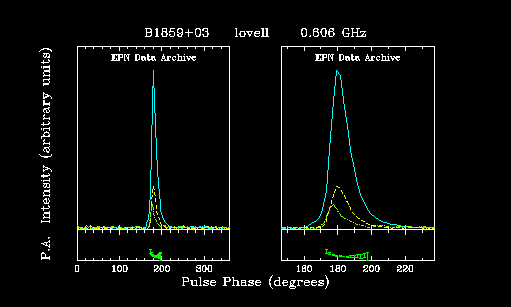 B1859+03 lovell 0.606 GHz
EPN Data Archive EPN Data Archive
P.A. Intensity (arbitrary units)
0 100 200 300 160 180 200 220
Pulse Phase (degrees)